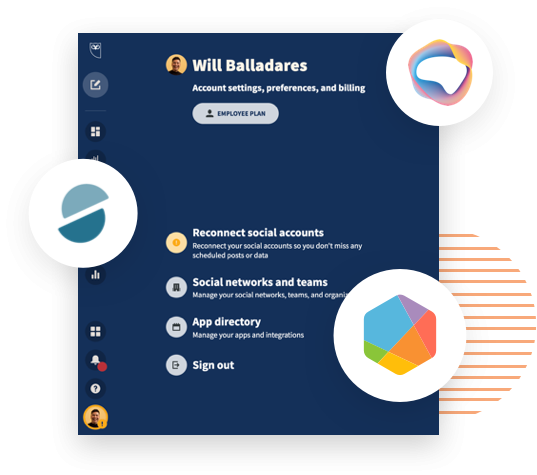 Will Balladares
Account settings, preferences, and billing
EMPLOYEE PLAN
Reconnect social accounts
Reconnect your social accounts so you don't miss any
scheduled posts or data
Social networks and teams
Manage your social networks, teams, and
App directory
Manage your apps and integrations
Sign out